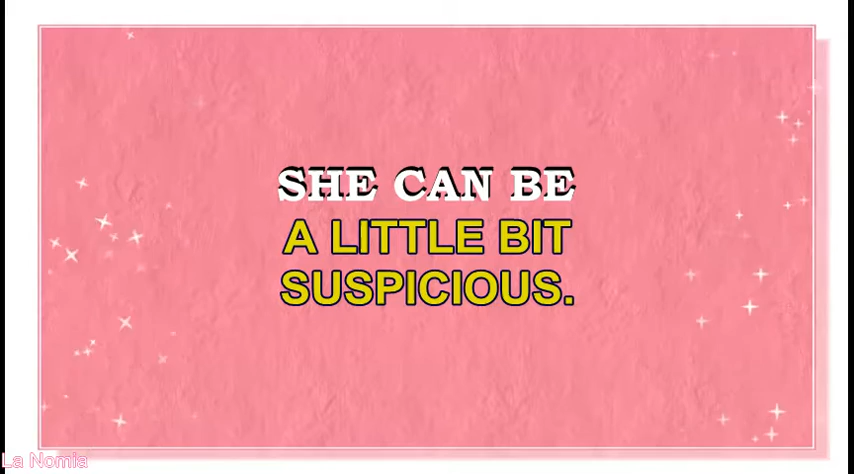 SHE CAN BE
A LITTLE BIT
SUSPICIOUS.
La Nomia